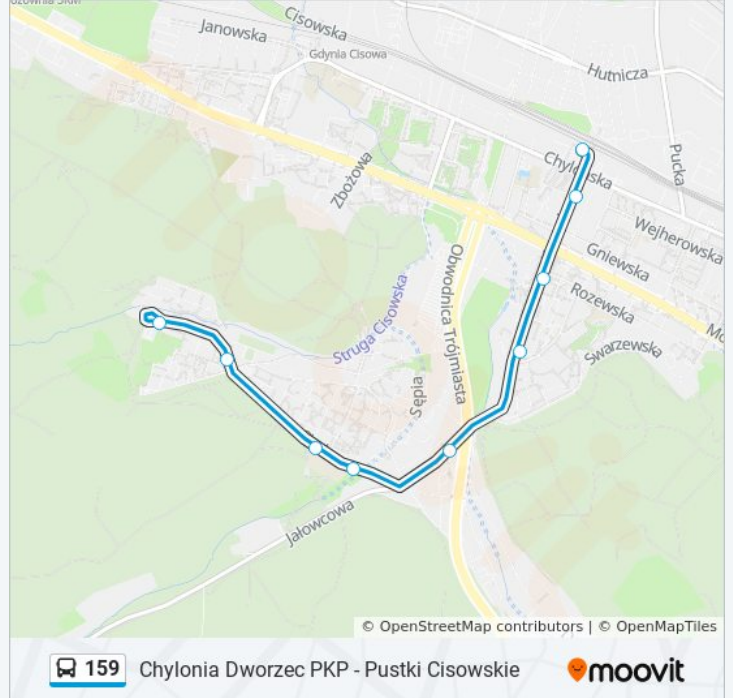 Cisowska
Janowska
Gdynia Cisowa
Hutnicza
Zbożowa
Pucka
Wejherowska
Gniewska
Obwodnica Trójmiasta
Rozewska
Struga Cisowska
Swarzewska
Sępia
Jałowcowa
© OpenStreetMap contributors | © OpenMapTiles
159 Chylonia Dworzec PKP - Pustki Cisowskie
moovit